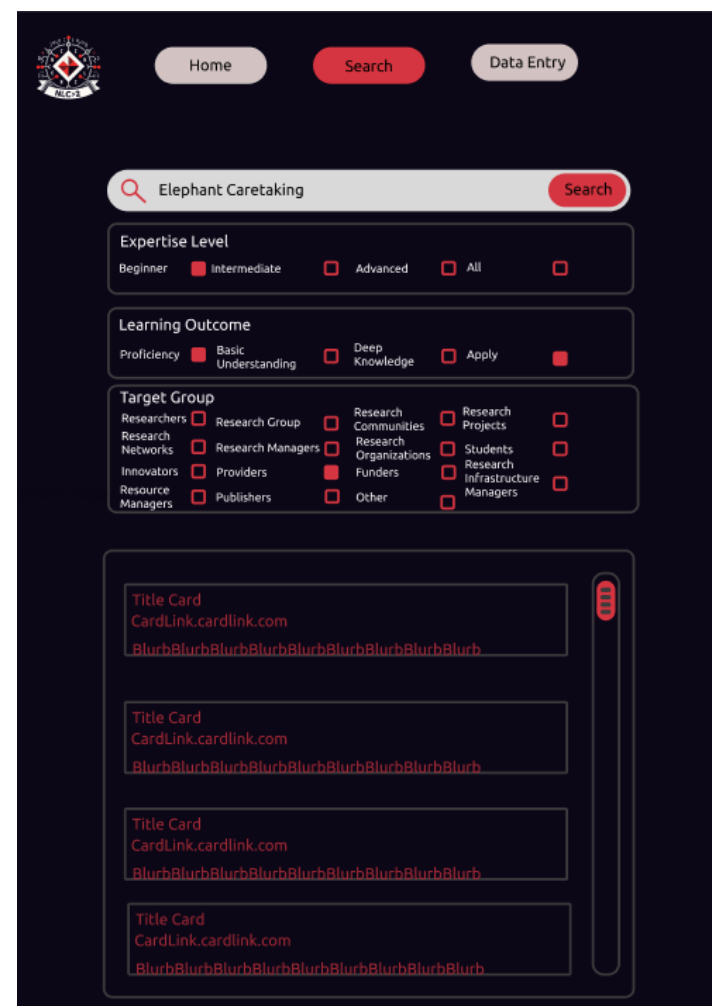 Home Search Data Entry
NLC>2
Elephant Caretaking Search
Expertise Level
Beginner Intermediate Advanced All
Learning Outcome
Proficiency Basic Understanding Deep Knowledge Apply
Target Group
Researchers Research Group Research Communities Research Projects
Research Networks Research Managers Research Organizations Students
Innovators Providers Funders Research Infrastructure Managers
Resource Managers Publishers Other
Title Card
CardLink.cardlink.com
BlurbBlurbBlurbBlurbBlurbBlurbBlurbBlurbBlurb
Title Card
CardLink.cardlink.com
BlurbBlurbBlurbBlurbBlurbBlurbBlurbBlurbBlurb
Title Card
CardLink.cardlink.com
BlurbBlurbBlurbBlurbBlurbBlurbBlurbBlurbBlurb
Title Card
CardLink.cardlink.com
BlurbBlurbBlurbBlurbBlurbBlurbBlurbBlurbBlurb